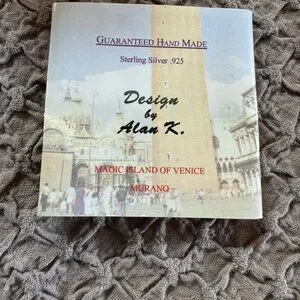 GUARANTEED HAND MADE
Sterling Silver .925
Design
by
Alan K.
MAGIC ISLAND OF VENICE
MURANO